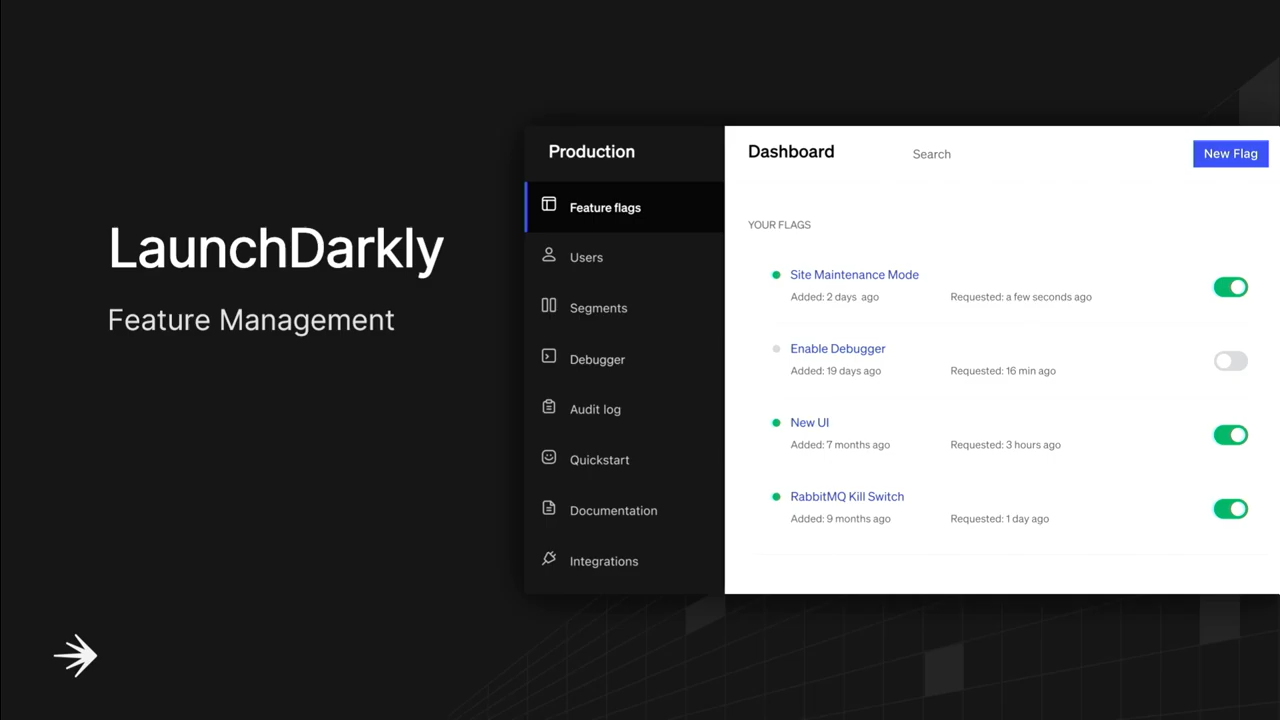 LaunchDarkly
Feature Management
Production
Feature flags
Users
Segments
Debugger
Audit log
Quickstart
Documentation
Integrations
Dashboard
Search
New Flag
YOUR FLAGS
Site Maintenance Mode
Added: 2 days ago
Requested: a few seconds ago
Enable Debugger
Added: 19 days ago
Requested: 16 min ago
New UI
Added: 7 months ago
Requested: 3 hours ago
RabbitMQ Kill Switch
Added: 9 months ago
Requested: 1 day ago